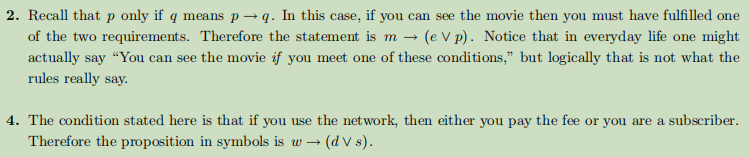 2. Recall that p only if q means p → q. In this case, if you can see the movie then you must have fulfilled one
of the two requirements. Therefore the statement is m → (e ∨ p). Notice that in everyday life one might
actually say “You can see the movie if you meet one of these conditions,” but logically that is not what the
rules really say.
4. The condition stated here is that if you use the network, then either you pay the fee or you are a subscriber.
Therefore the proposition in symbols is w → (d ∨ s).